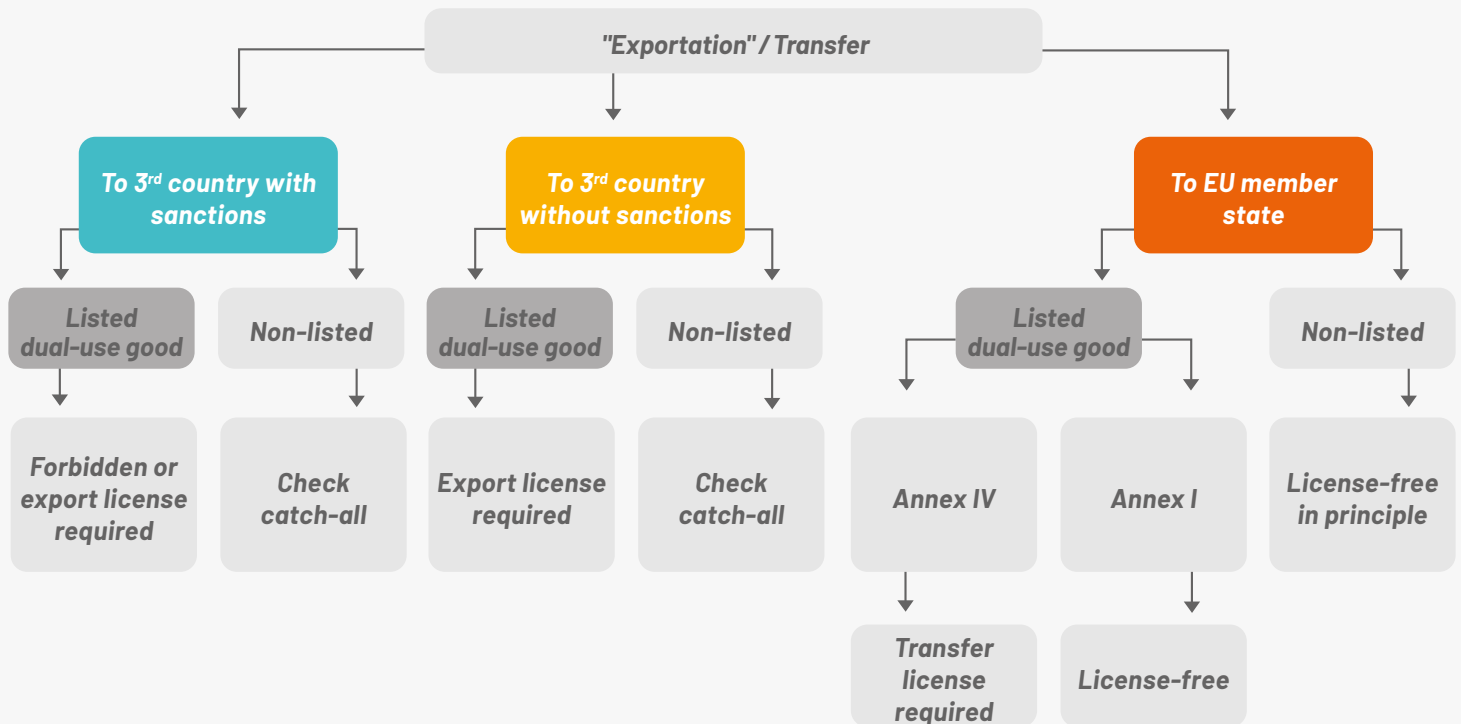 "Exportation" / Transfer
To 3rd country with
sanctions
To 3rd country
without sanctions
To EU member
state
Listed
dual-use good
Non-listed
Listed
dual-use good
Non-listed
Listed
dual-use good
Non-listed
Forbidden or
export license
required
Check
catch-all
Export license
required
Check
catch-all
Annex IV
Annex I
License-free
in principle
Transfer
license
required
License-free